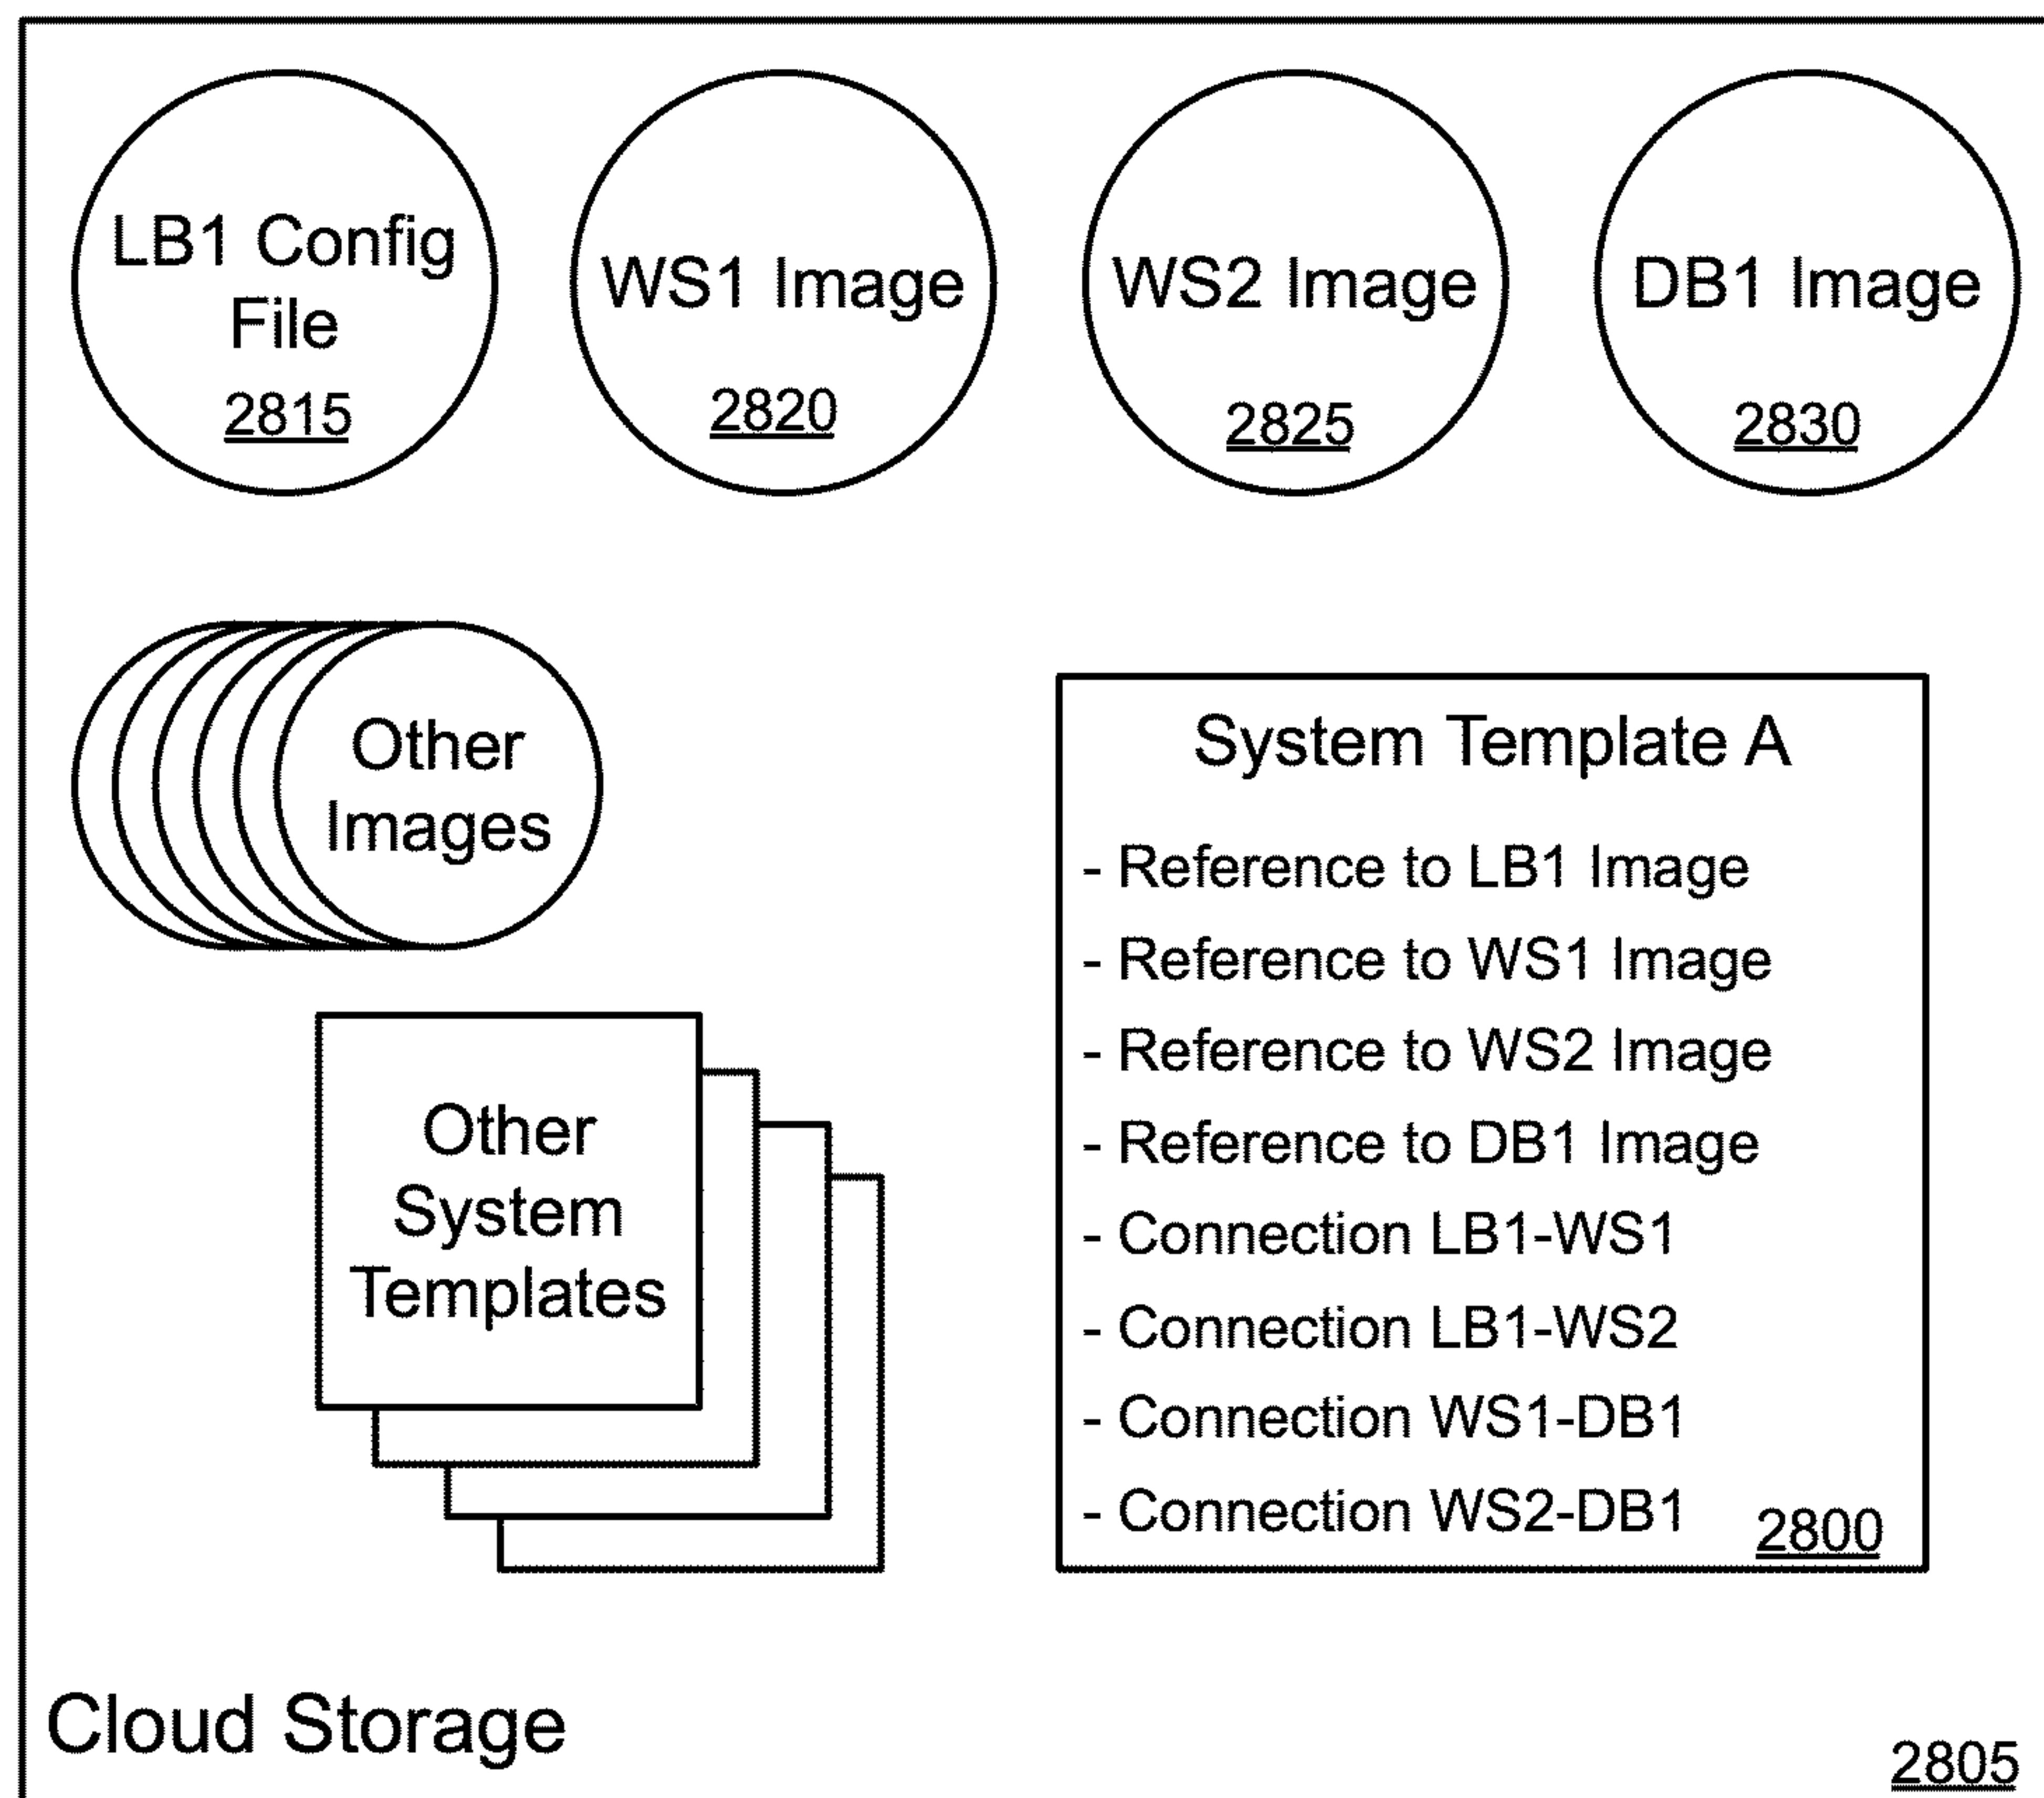 LB1 Config
File
2815
WS1 Image
2820
WS2 Image
2825
DB1 Image
2830
Other
Images
Other
System
Templates
System Template A
- Reference to LB1 Image
- Reference to WS1 Image
- Reference to WS2 Image
- Reference to DB1 Image
- Connection LB1-WS1
- Connection LB1-WS2
- Connection WS1-DB1
- Connection WS2-DB1
2800
Cloud Storage
2805